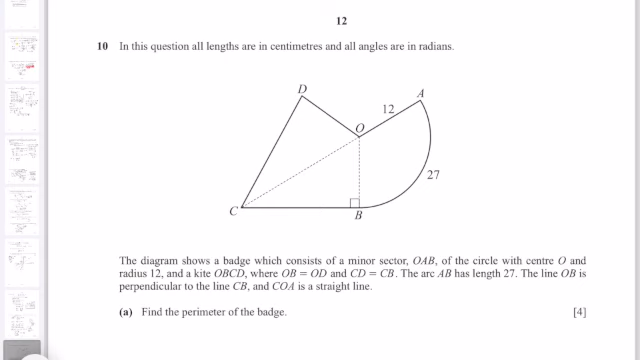 12
10 In this question all lengths are in centimetres and all angles are in radians.
D
A
12
O
27
C
B
The diagram shows a badge which consists of a minor sector, OAB, of the circle with centre O and
radius 12, and a kite OBCD, where OB = OD and CD = CB. The arc AB has length 27. The line OB is
perpendicular to the line CB, and COA is a straight line.
(a) Find the perimeter of the badge. [4]